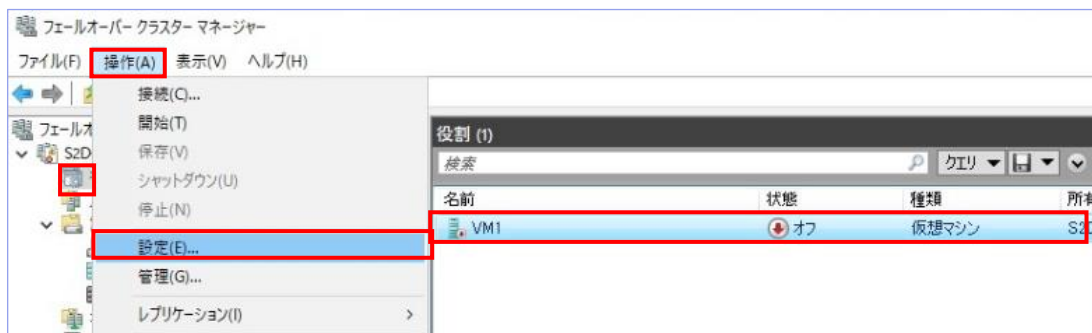 フェールオーバー クラスター マネージャー
ファイル(F) 操作(A) 表示(V) ヘルプ(H)
接続(C)...
開始(T)
保存(V)
シャットダウン(U)
停止(N)
設定(E)...
管理(G)...
レプリケーション(I)
フェールオ
S2D
役割 (1)
検索 クエリ
名前 状態 種類 所有
VM1 オフ 仮想マシン S2D